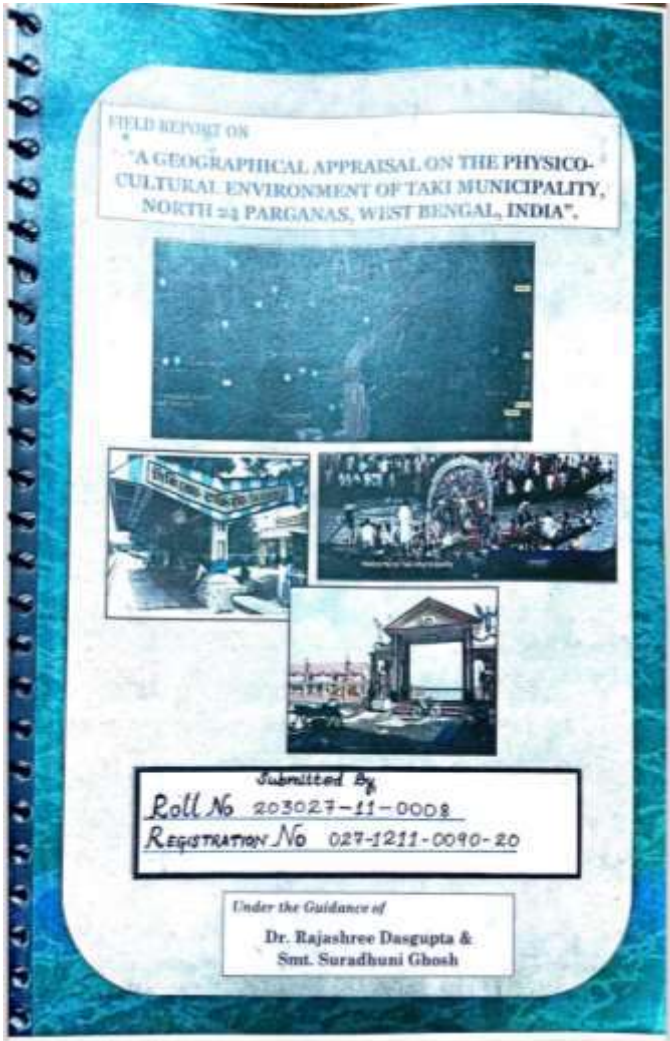 FIELD REPORT ON
"A GEOGRAPHICAL APPRAISAL ON THE PHYSICO-
CULTURAL ENVIRONMENT OF TAKI MUNICIPALITY,
NORTH 24 PARGANAS, WEST BENGAL, INDIA".
Submitted By
Roll No 203027-11-0008
REGISTRATION No 027-1211-0090-20
Under the Guidance of
Dr. Rajashree Dasgupta &
Smt. Suradhuni Ghosh